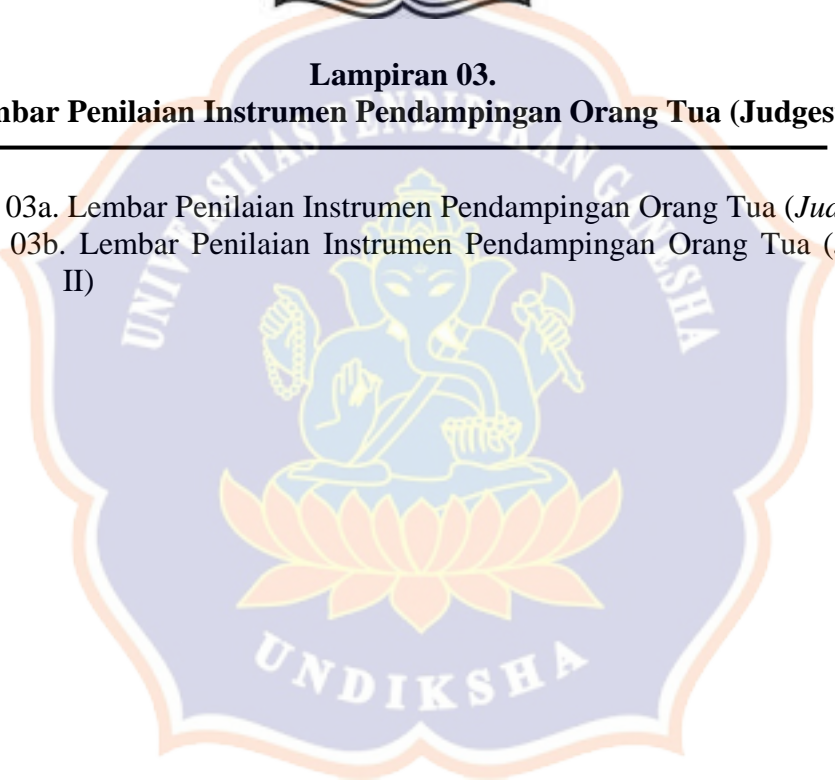 Lampiran 03.
mbar Penilaian Instrumen Pendampingan Orang Tua (Judges
03a. Lembar Penilaian Instrumen Pendampingan Orang Tua (Jud
03b. Lembar Penilaian Instrumen Pendampingan Orang Tua (
II)
UNIVERSITAS PENDIDIKAN GANESHA
UNDIKSHA